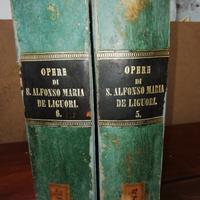 OPERE
DI
S. ALFONSO MARIA
DE LIGUORI.
6.
OPERE
DI
S. ALFONSO MARIA
DE LIGUORI.
5.